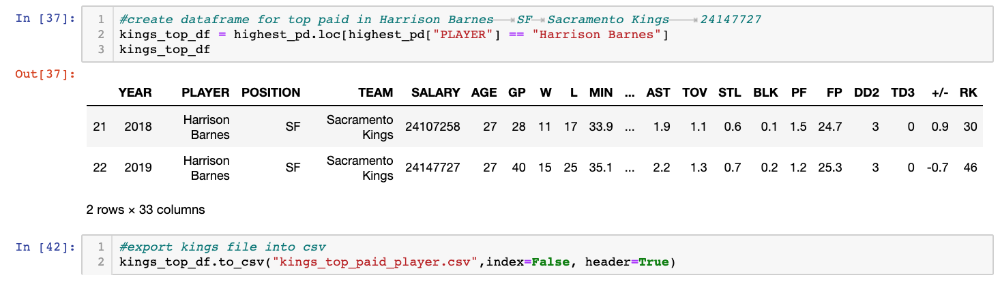 In [37]:
1 #create dataframe for top paid in Harrison Barnes→SF→Sacramento Kings→24147727
2 kings_top_df = highest_pd.loc[highest_pd["PLAYER"] == "Harrison Barnes"]
3 kings_top_df
Out[37]:
YEAR PLAYER POSITION TEAM SALARY AGE GP W L MIN ... AST TOV STL BLK PF FP DD2 TD3 +/- RK
21 2018 Harrison Barnes SF Sacramento Kings 24107258 27 28 11 17 33.9 ... 1.9 1.1 0.6 0.1 1.5 24.7 3 0 0.9 30
22 2019 Harrison Barnes SF Sacramento Kings 24147727 27 40 15 25 35.1 ... 2.2 1.3 0.7 0.2 1.2 25.3 3 0 -0.7 46
2 rows × 33 columns
In [42]:
1 #export kings file into csv
2 kings_top_df.to_csv("kings_top_paid_player.csv",index=False, header=True)